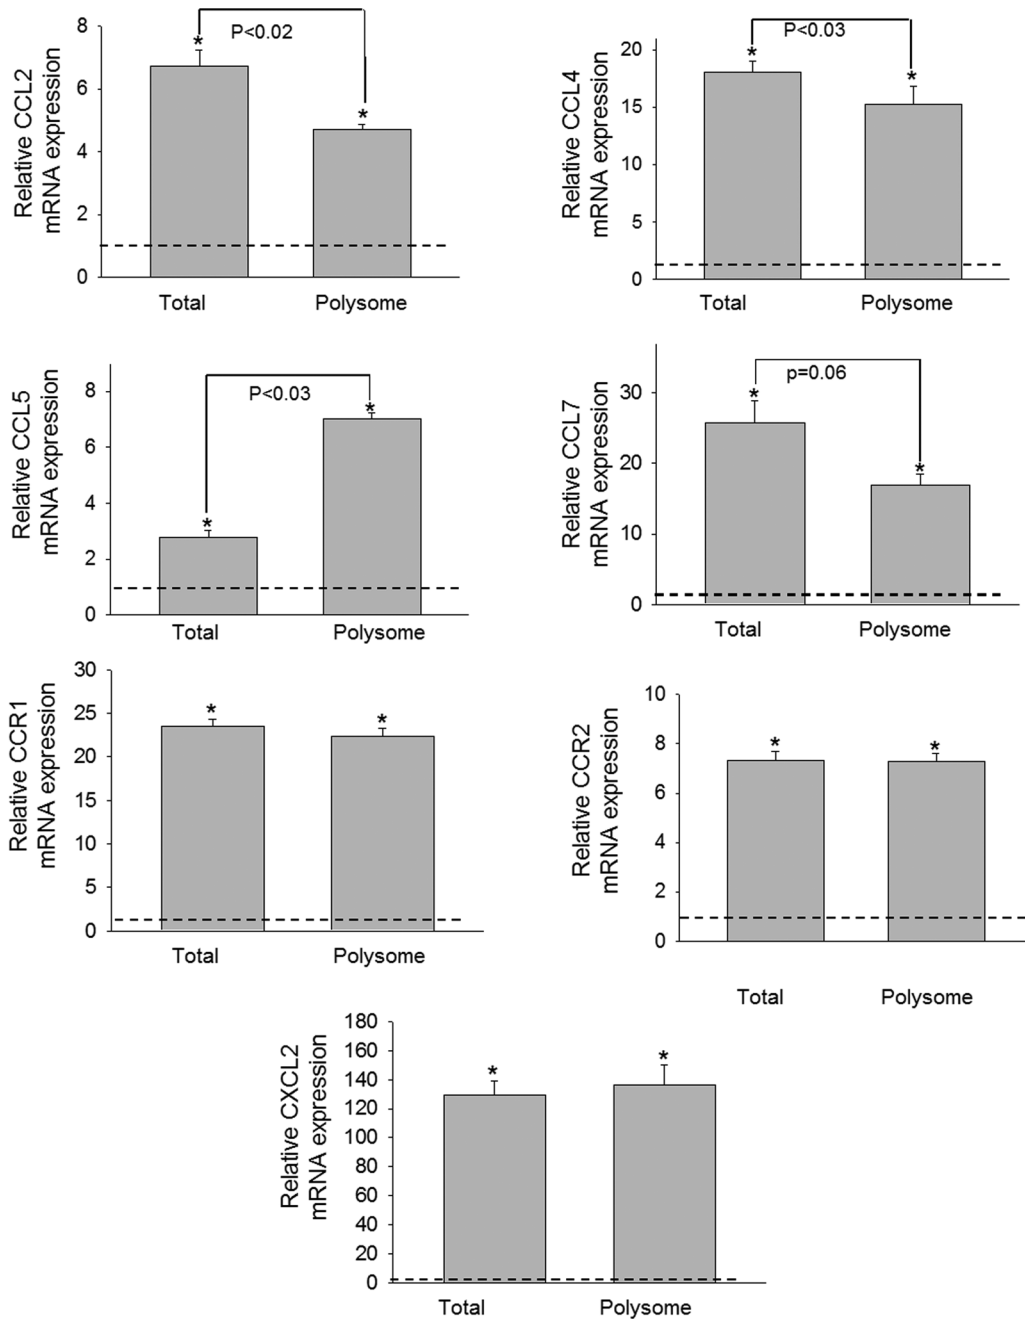 Relative CCL2
mRNA expression
8
6
4
2
0
*
P<0.02
*
Total
Polysome
Relative CCL4
mRNA expression
20
15
10
5
0
*
P<0.03
*
Total
Polysome
Relative CCL5
mRNA expression
8
6
4
2
0
*
P<0.03
*
Total
Polysome
Relative CCL7
mRNA expression
30
20
10
0
*
p=0.06
*
Total
Polysome
Relative CCR1
mRNA expression
30
25
20
15
10
5
0
*
*
Total
Polysome
Relative CCR2
mRNA expression
10
8
6
4
2
0
*
*
Total
Polysome
Relative CXCL2
mRNA expression
180
160
140
120
100
80
60
40
20
0
*
*
Total
Polysome